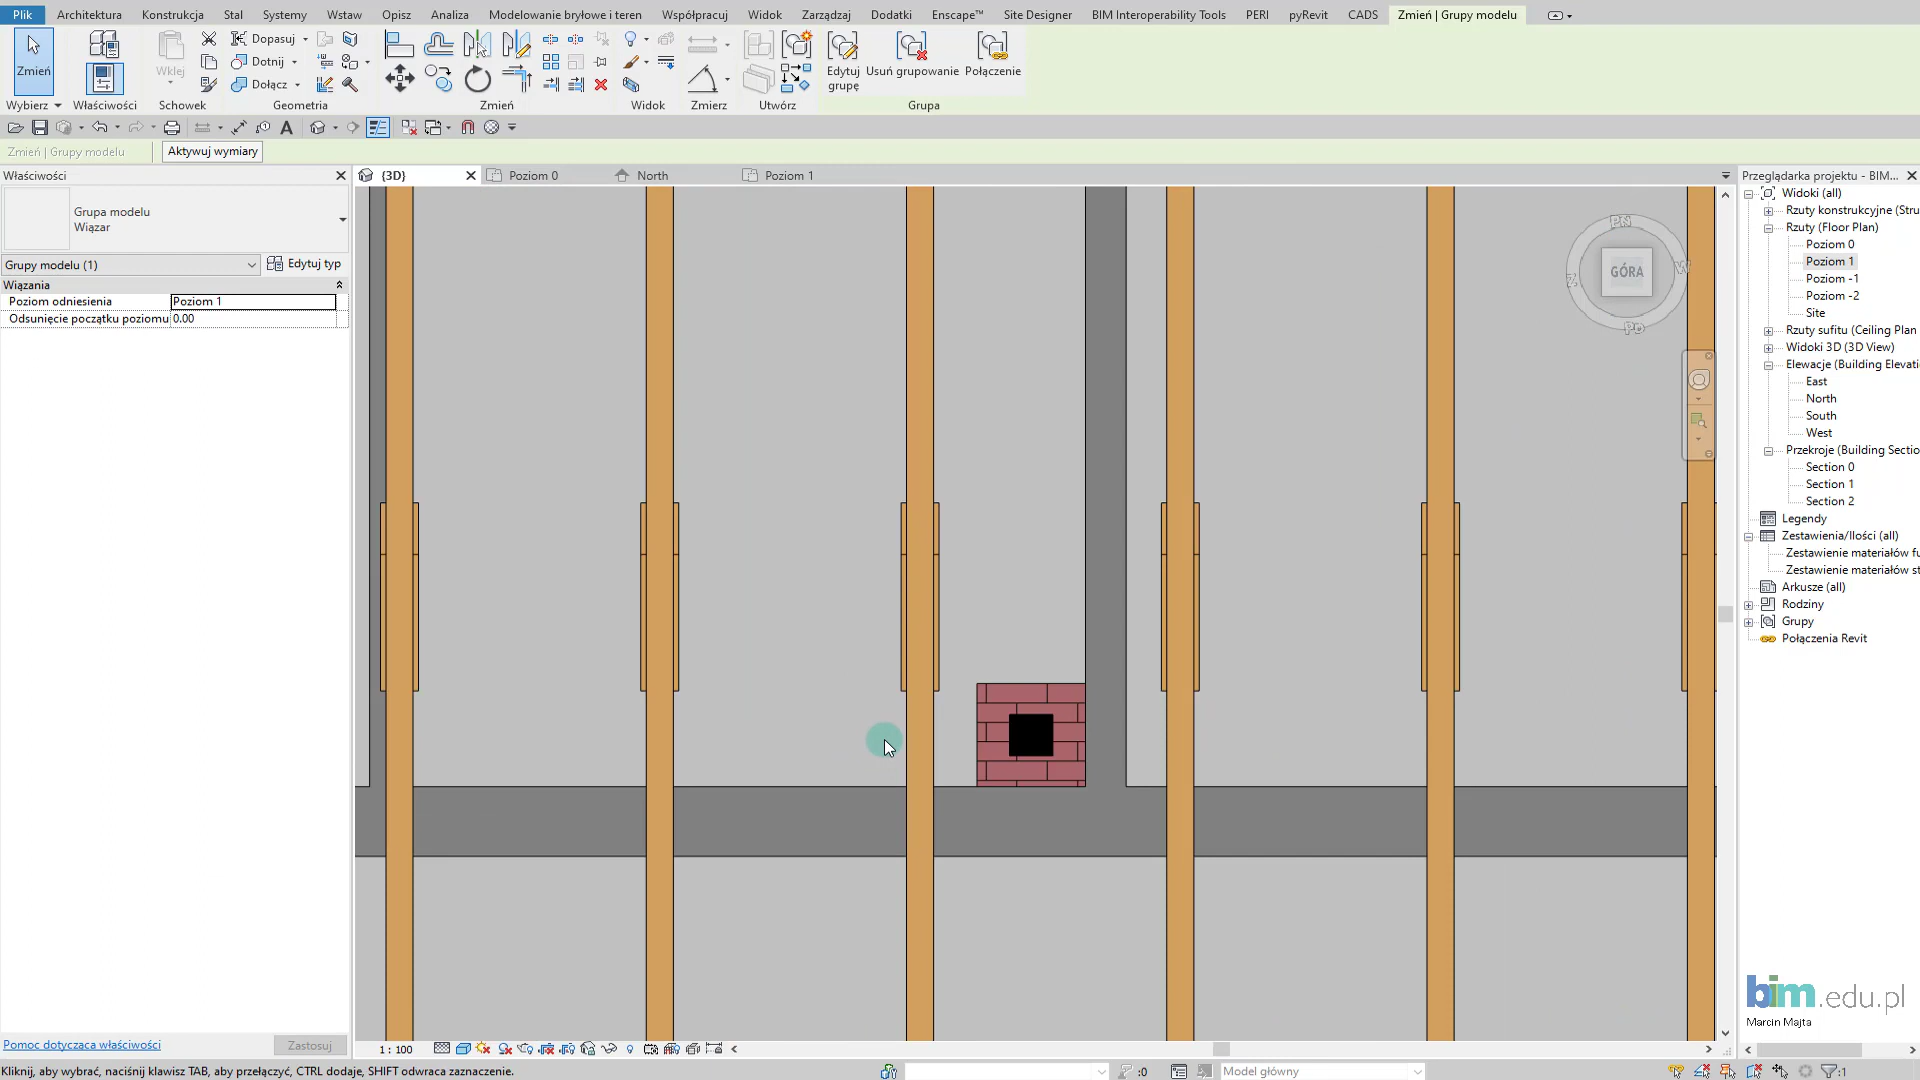 Plik Architektura Konstrukcja Stal Systemy Wstaw Opisz Analiza Modelowanie bryłowe i teren Współpracuj Widok Zarządzaj Dodatki Enscape™ Site Designer BIM Interoperability Tools PERI pyRevit CADS Zmień | Grupy modelu
Zmień
Wklej
Dopasuj
Dotnij
Dołącz
Edytuj grupę
Usuń grupowanie
Połączenie
Wybierz Właściwości Schowek Geometria Zmień Widok Zmierz Utwórz Grupa
Zmień | Grupy modelu
Aktywuj wymiary
Właściwości
{3D}
Poziom 0
North
Poziom 1
Przeglądarka projektu - BIM...
Grupa modelu
Wiązar
Grupy modelu (1)
Edytuj typ
Wiązania
Poziom odniesienia Poziom 1
Odsunięcie początku poziomu 0.00
GÓRA
PN
W
PD
Z
Widoki (all)
Rzuty konstrukcyjne (Stru
Rzuty (Floor Plan)
Poziom 0
Poziom 1
Poziom -1
Poziom -2
Site
Rzuty sufitu (Ceiling Plan
Widoki 3D (3D View)
Elewacje (Building Elevati
East
North
South
West
Przekroje (Building Sectio
Section 0
Section 1
Section 2
Legendy
Zestawienia/Ilości (all)
Zestawienie materiałów fu
Zestawienie materiałów st
Arkusze (all)
Rodziny
Grupy
Połączenia Revit
bim.edu.pl
Marcin Majta
Pomoc dotycząca właściwości
Zastosuj
1 : 100
Kliknij, aby wybrać, naciśnij klawisz TAB, aby przełączyć, CTRL dodaje, SHIFT odwraca zaznaczenie.
:0
Model główny
:1